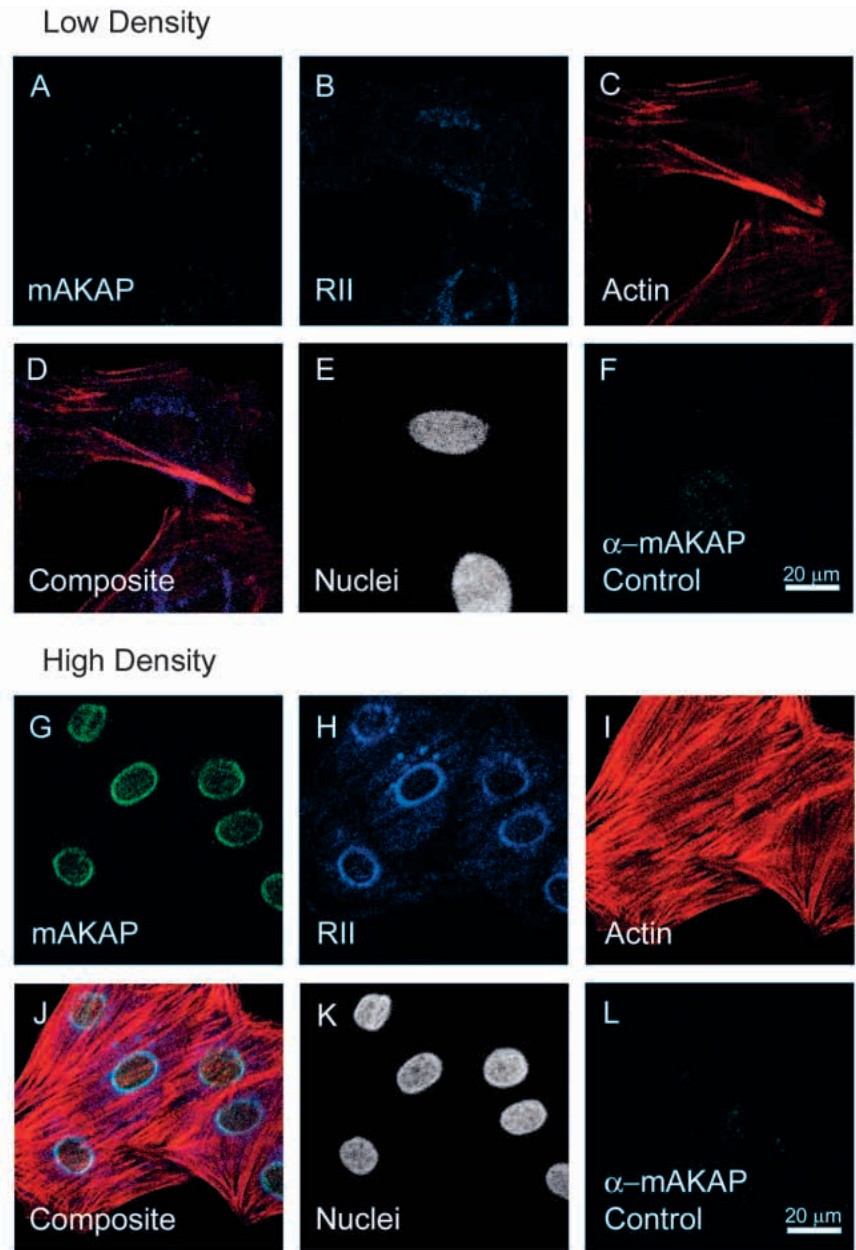 Low Density
A
mAKAP
B
RII
C
Actin
D
Composite
E
Nuclei
F
α–mAKAP
Control
20 μm
High Density
G
mAKAP
H
RII
I
Actin
J
Composite
K
Nuclei
L
α–mAKAP
Control
20 μm